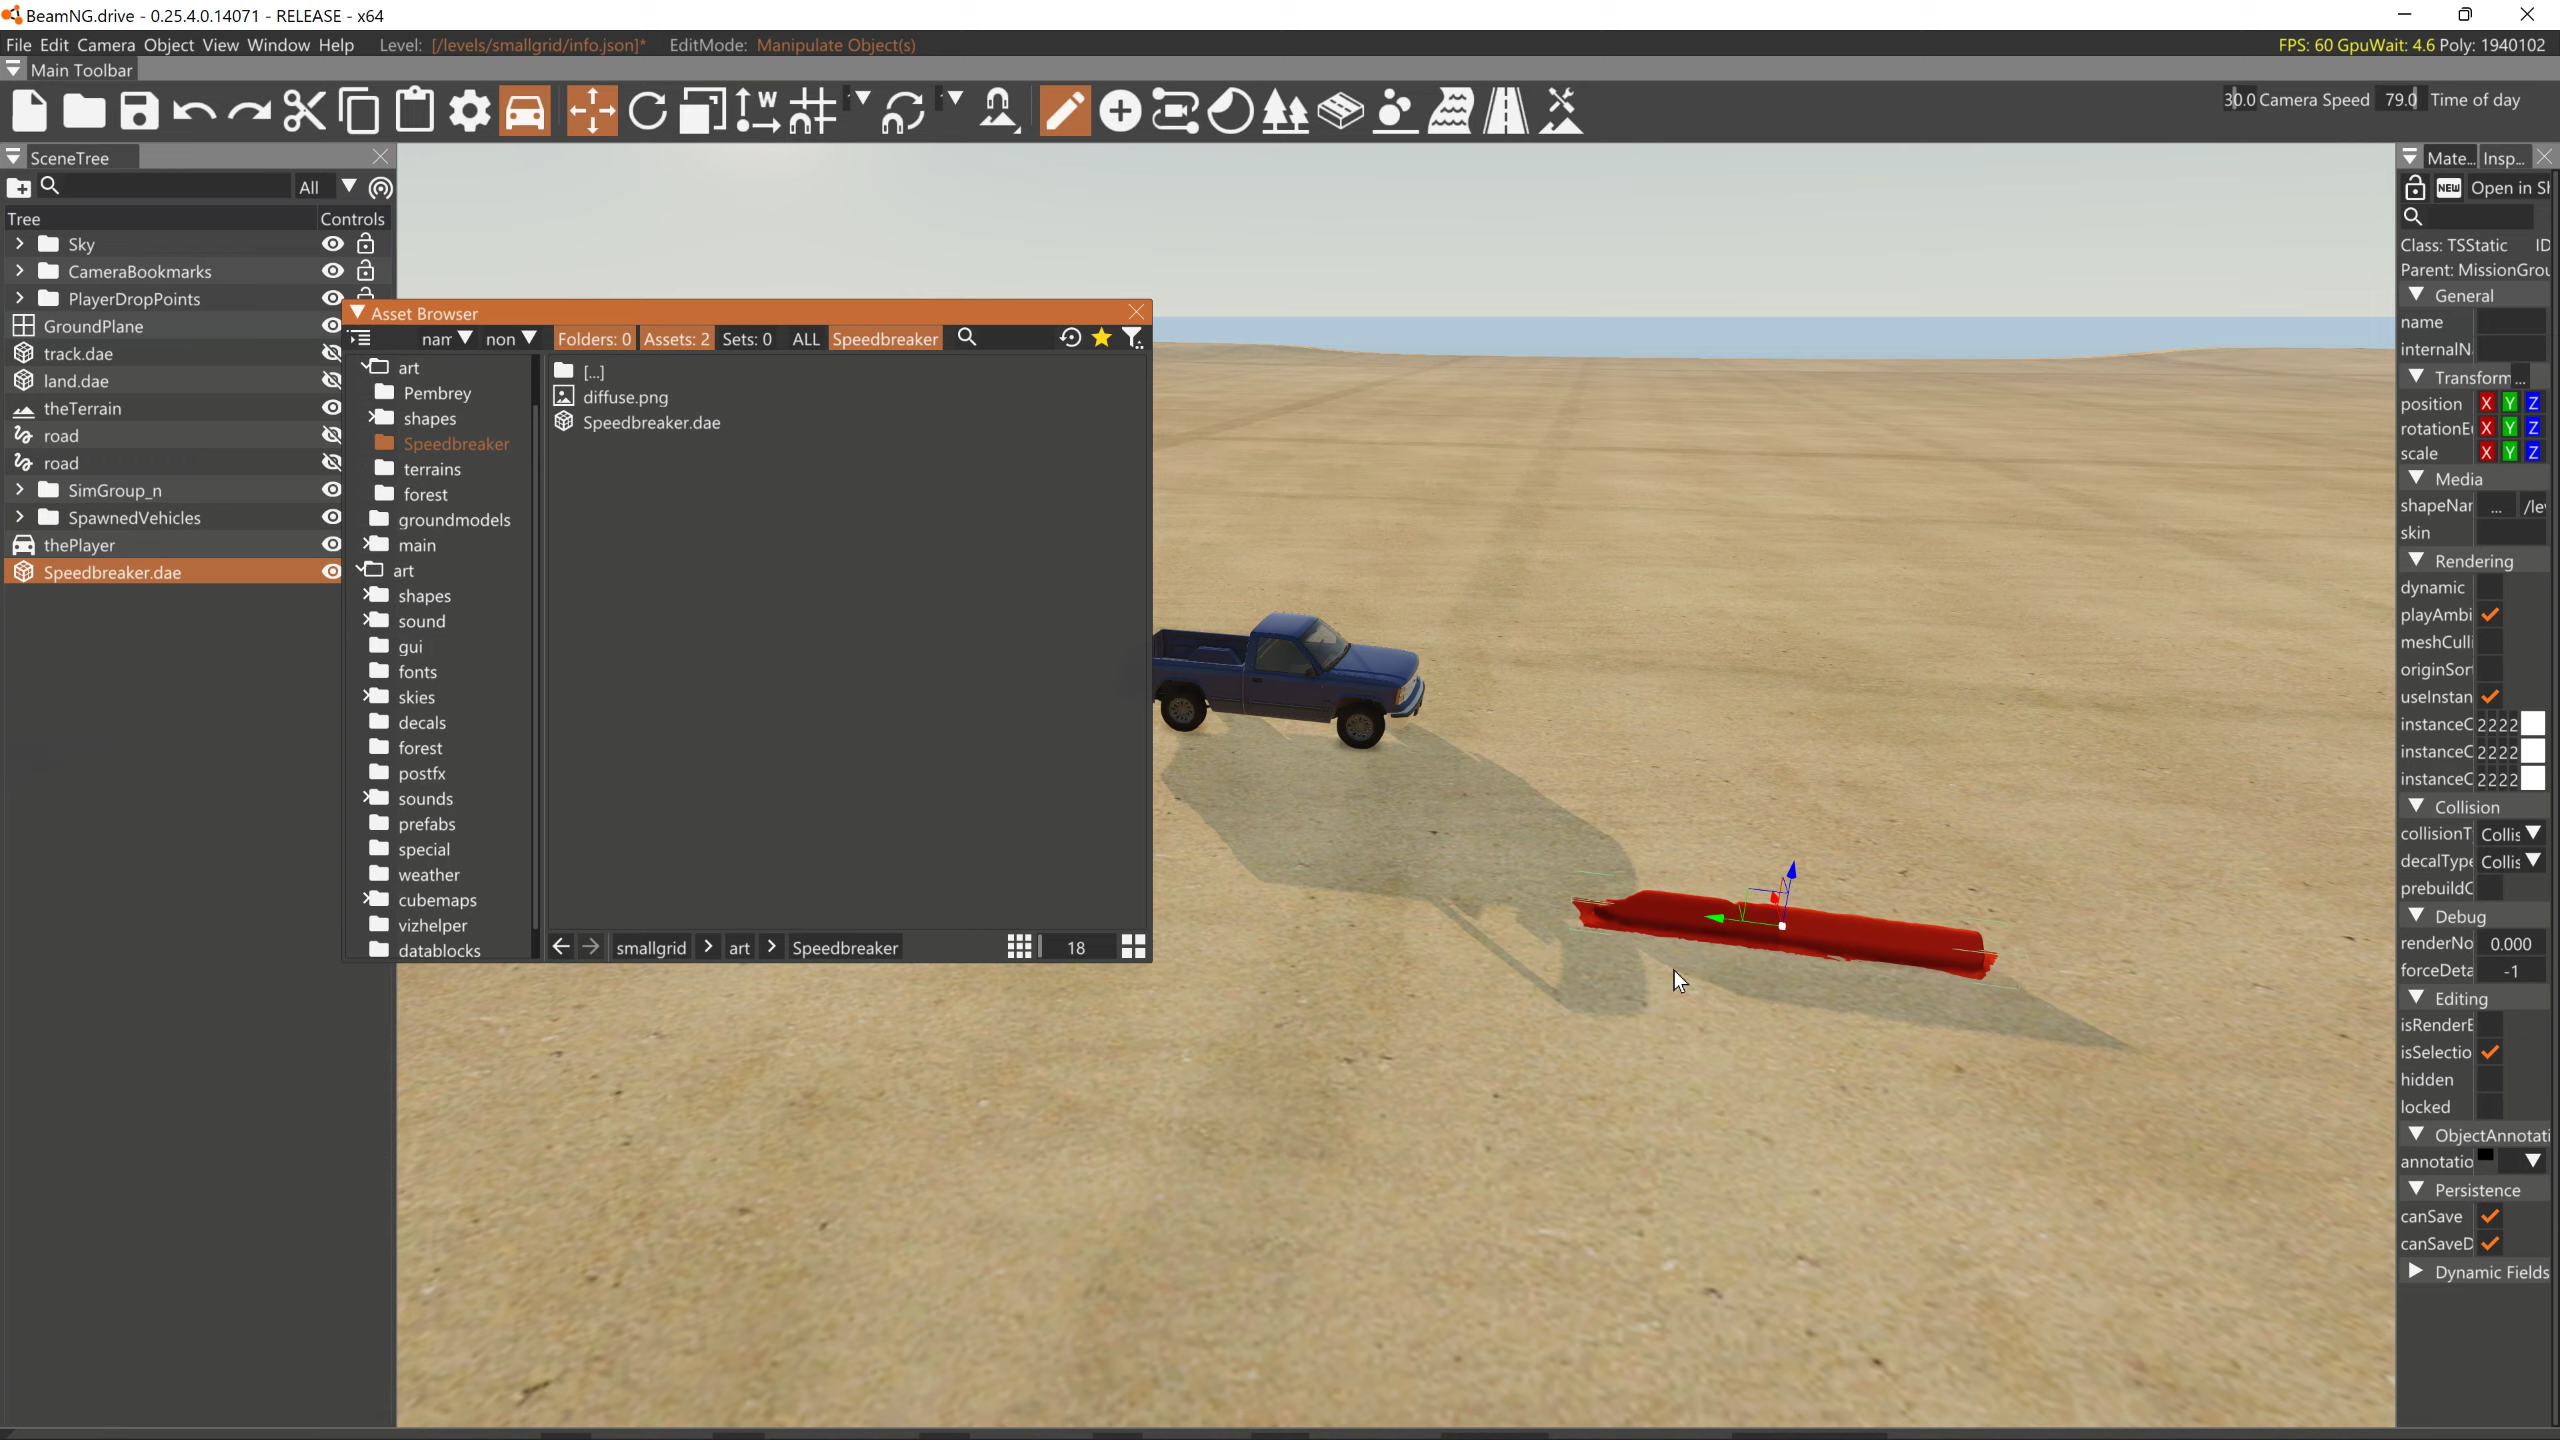 BeamNG.drive - 0.25.4.0.14071 - RELEASE - x64
File Edit Camera Object View Window Help Level: [/levels/smallgrid/info.json]* EditMode: Manipulate Object(s) FPS: 60 GpuWait: 4.6 Poly: 1940102
Main Toolbar
W
30.0 Camera Speed 79.0 Time of day
SceneTree
All
Tree Controls
Sky
CameraBookmarks
PlayerDropPoints
GroundPlane
track.dae
land.dae
theTerrain
road
road
SimGroup_n
SpawnedVehicles
thePlayer
Speedbreaker.dae
Asset Browser
nar non Folders: 0 Assets: 2 Sets: 0 ALL Speedbreaker
art
Pembrey
shapes
Speedbreaker
terrains
forest
groundmodels
main
art
shapes
sound
gui
fonts
skies
decals
forest
postfx
sounds
prefabs
special
weather
cubemaps
vizhelper
datablocks
[...]
diffuse.png
Speedbreaker.dae
smallgrid > art > Speedbreaker 18
Mate... Insp...
NEW Open in Sh
Class: TSStatic ID
Parent: MissionGrou
General
name
internalN
Transform ...
position X Y Z
rotationEu X Y Z
scale X Y Z
Media
shapeNar ... /le
skin
Rendering
dynamic
playAmbi
meshCulli
originSor
useInstan
instanceC 2222
instanceC 2222
instanceC 2222
Collision
collisionT Collis
decalType Collis
prebuildC
Debug
renderNo 0.000
forceDeta -1
Editing
isRenderE
isSelectio
hidden
locked
ObjectAnnotati
annotatio
Persistence
canSave
canSaveD
Dynamic Fields